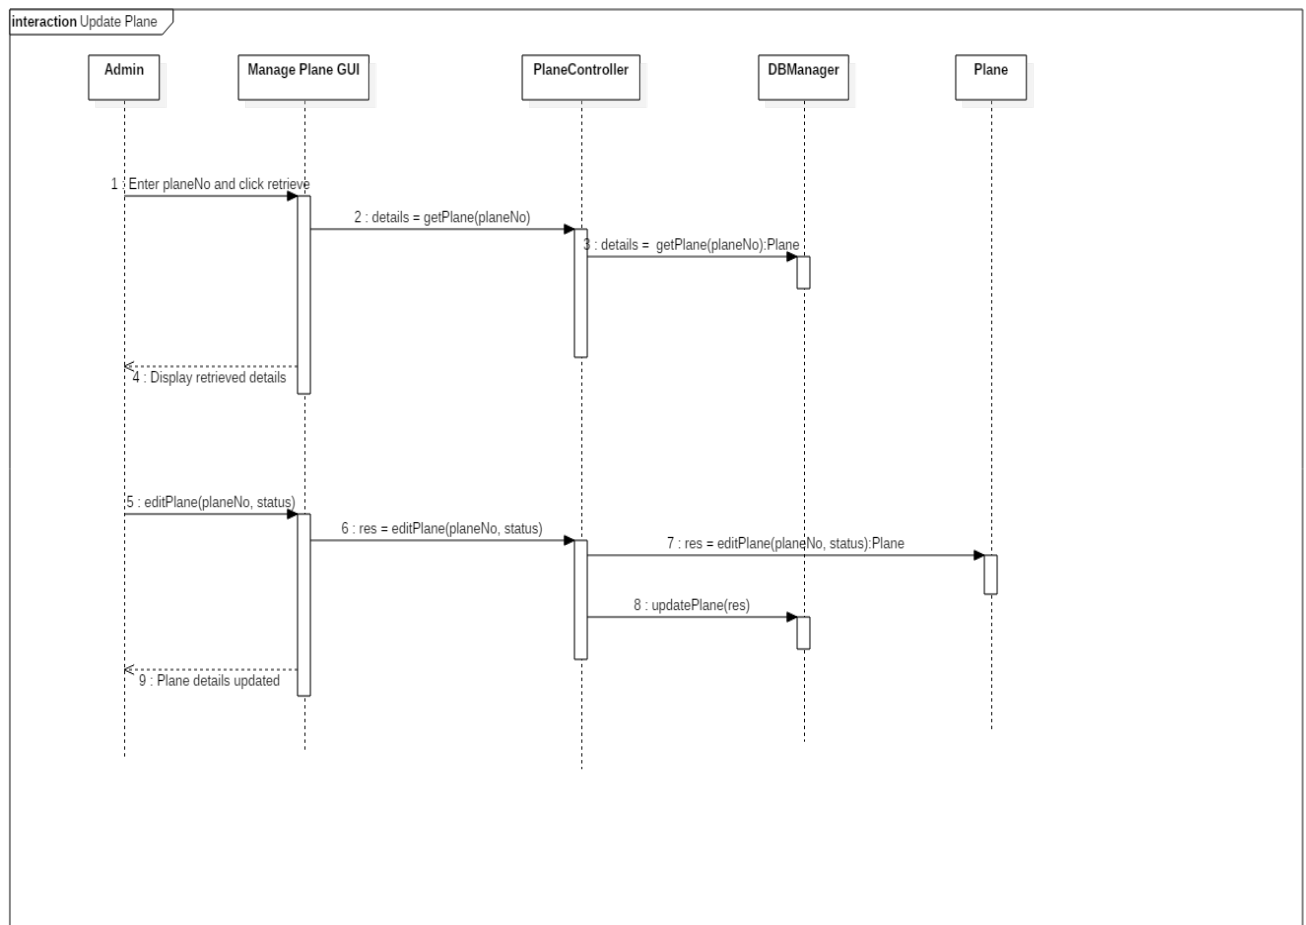 interaction Update Plane
Admin
Manage Plane GUI
PlaneController
DBManager
Plane
1 : Enter planeNo and click retrieve
2 : details = getPlane(planeNo)
3 : details =  getPlane(planeNo):Plane
4 : Display retrieved details
5 : editPlane(planeNo, status)
6 : res = editPlane(planeNo, status)
7 : res = editPlane(planeNo, status):Plane
8 : updatePlane(res)
9 : Plane details updated